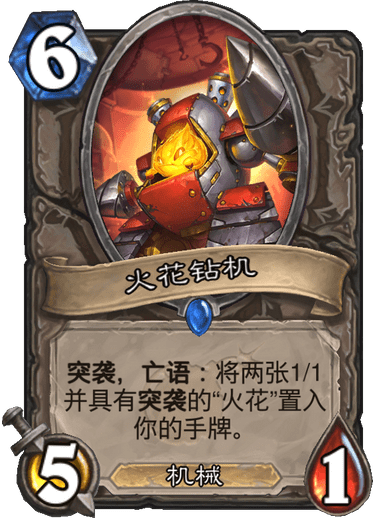 6
火花钻机
突袭，亡语：将两张1/1
并具有突袭的“火花”置入
你的手牌。
5
机械
1